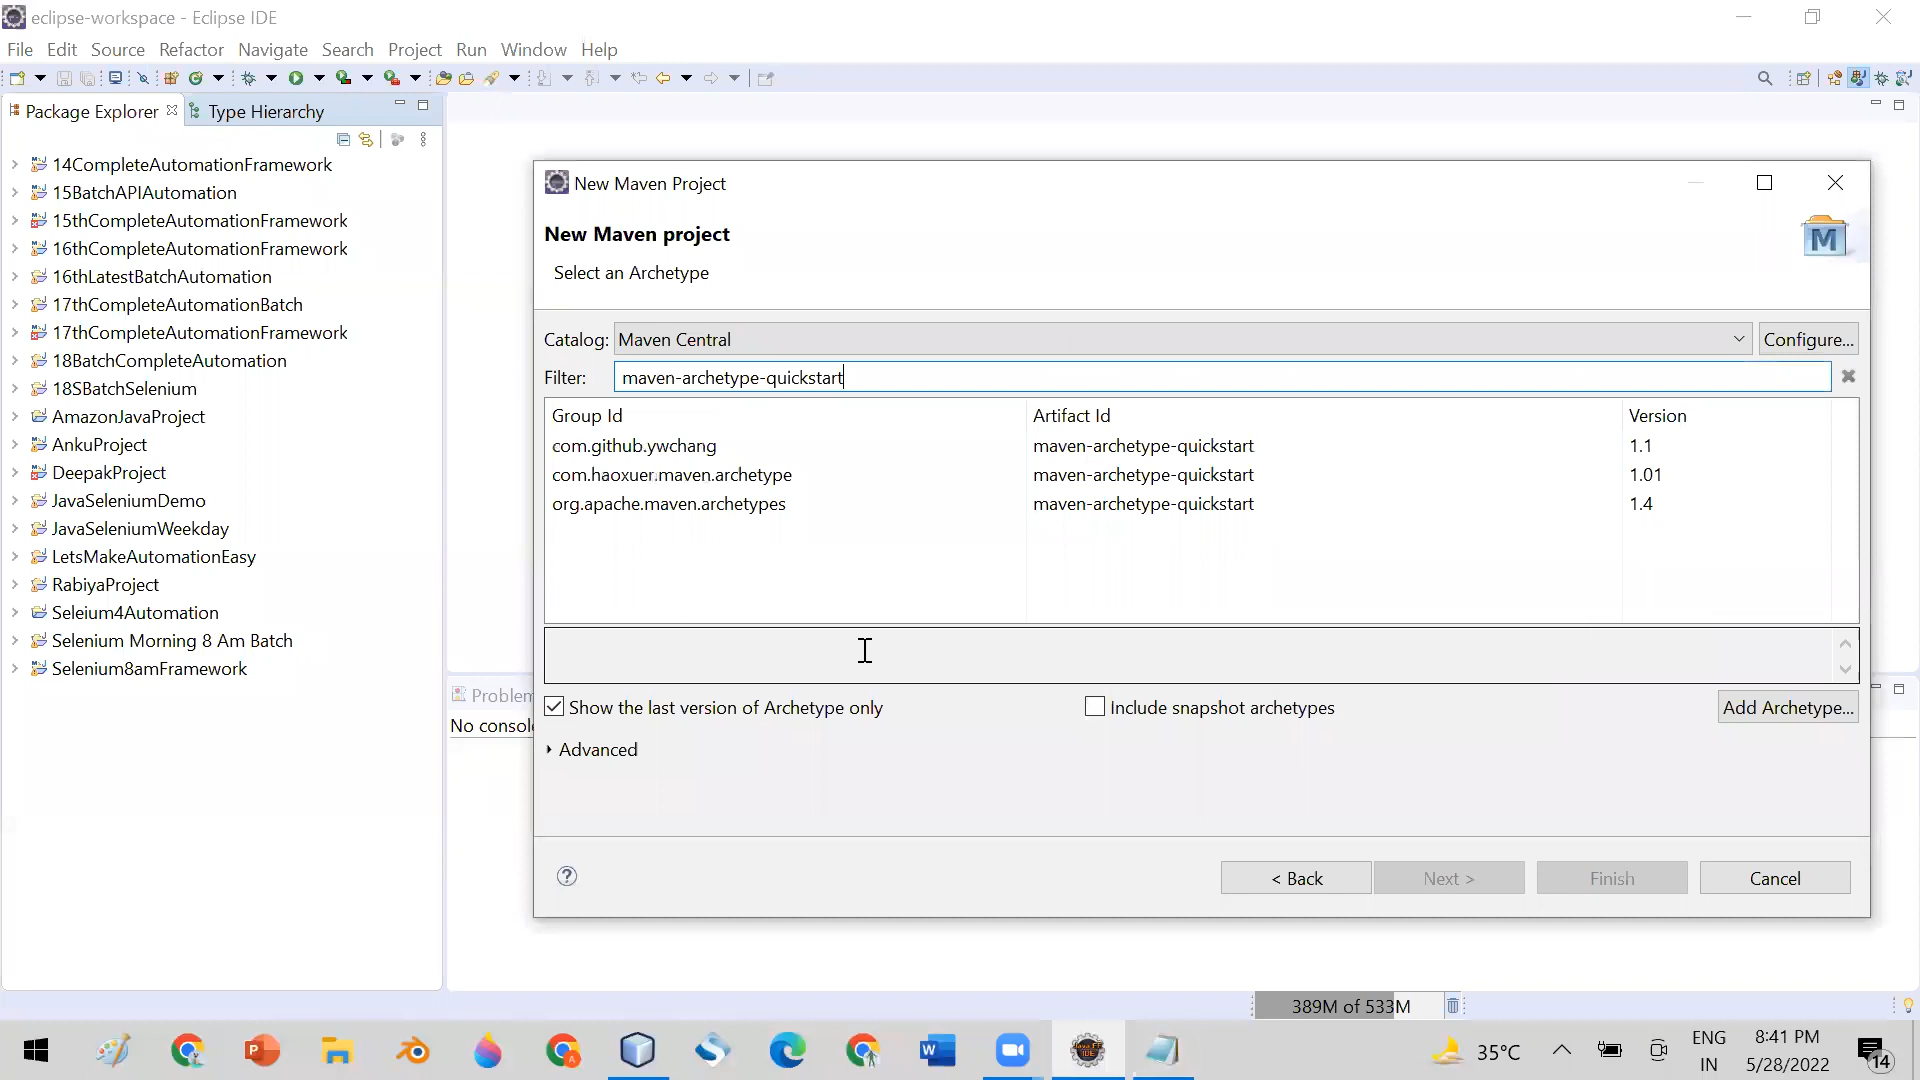 eclipse-workspace - Eclipse IDE
File Edit Source Refactor Navigate Search Project Run Window Help
Package Explorer Type Hierarchy
14CompleteAutomationFramework
15BatchAPIAutomation
15thCompleteAutomationFramework
16thCompleteAutomationFramework
16thLatestBatchAutomation
17thCompleteAutomationBatch
17thCompleteAutomationFramework
18BatchCompleteAutomation
18SBatchSelenium
AmazonJavaProject
AnkuProject
DeepakProject
JavaSeleniumDemo
JavaSeleniumWeekday
LetsMakeAutomationEasy
RabiyaProject
Seleium4Automation
Selenium Morning 8 Am Batch
Selenium8amFramework
Problem
No consol
New Maven Project
New Maven project
Select an Archetype
Catalog: Maven Central Configure...
Filter: maven-archetype-quickstart
Group Id Artifact Id Version
com.github.ywchang maven-archetype-quickstart 1.1
com.haoxuer.maven.archetype maven-archetype-quickstart 1.01
org.apache.maven.archetypes maven-archetype-quickstart 1.4
Show the last version of Archetype only Include snapshot archetypes Add Archetype...
Advanced
< Back Next > Finish Cancel
389M of 533M
35°C ENG 8:41 PM
IN 5/28/2022 14